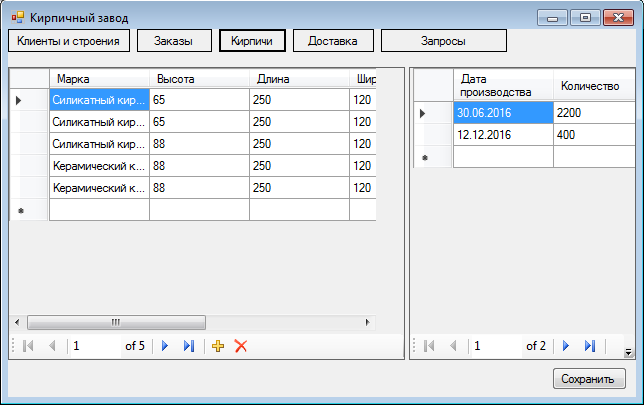 Кирпичный завод
Клиенты и строения Заказы Кирпичи Доставка Запросы
Марка Высота Длина Шир
Силикатный кир... 65 250 120
Силикатный кир... 65 250 120
Силикатный кир... 88 250 120
Керамический к... 88 250 120
Керамический к... 88 250 120
1 of 5
Дата производства Количество
30.06.2016 2200
12.12.2016 400
1 of 2
Сохранить